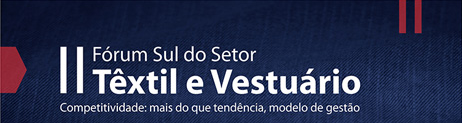 II Fórum Sul do Setor
Têxtil e Vestuário
Competitividade: mais do que tendência, modelo de gestão